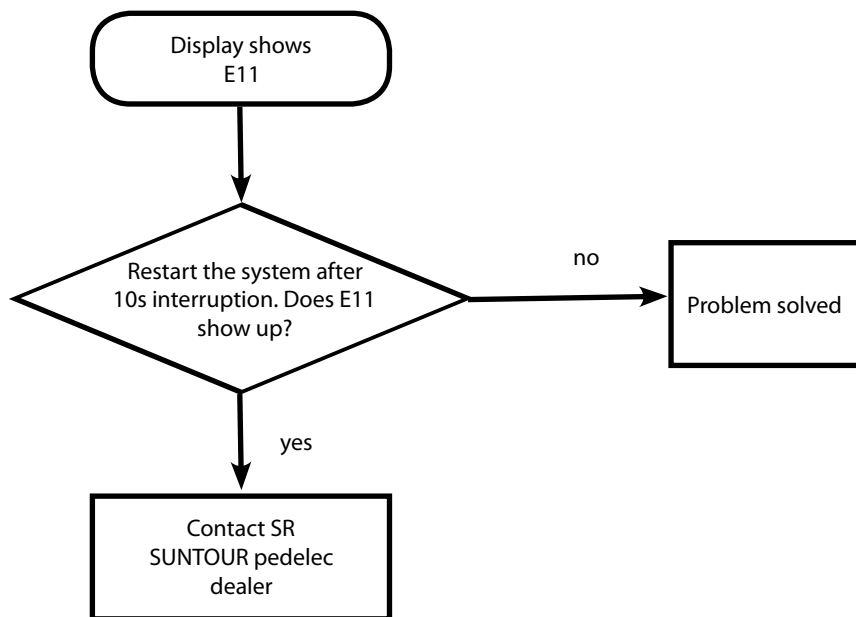 Display shows
E11
Restart the system after
10s interruption. Does E11
show up?
no
Problem solved
yes
Contact SR
SUNTOUR pedelec
dealer